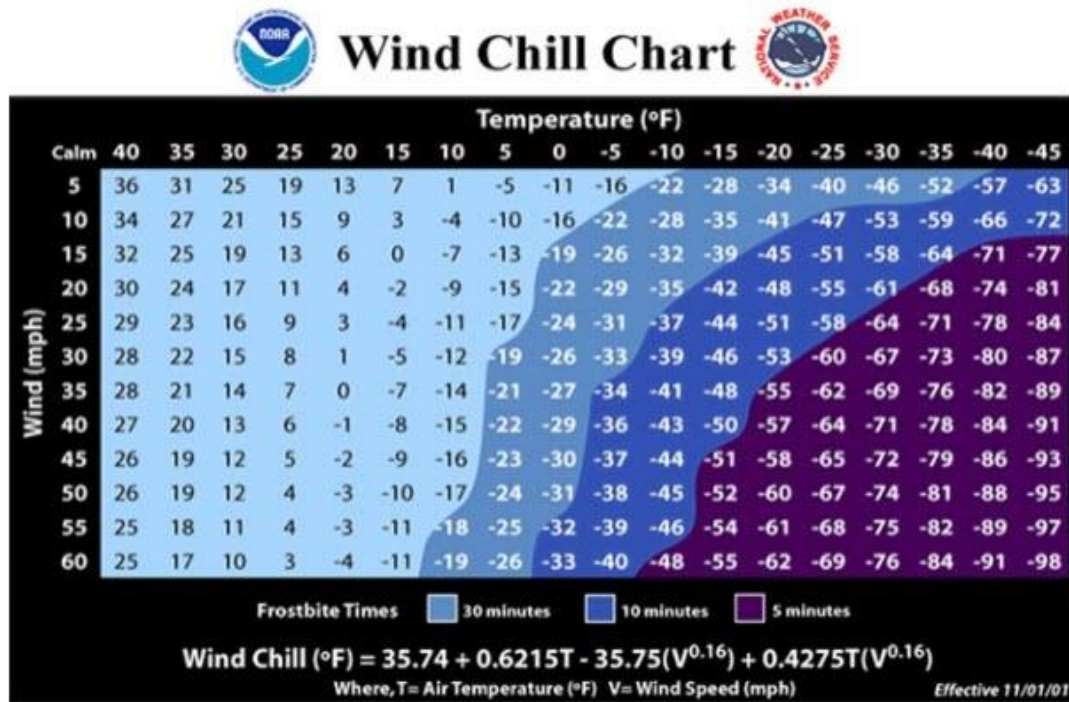 NOAA
Wind Chill Chart
NATIONAL WEATHER SERVICE
Temperature (ºF)
Calm 40 35 30 25 20 15 10 5 0 -5 -10 -15 -20 -25 -30 -35 -40 -45
5 36 31 25 19 13 7 1 -5 -11 -16 -22 -28 -34 -40 -46 -52 -57 -63
10 34 27 21 15 9 3 -4 -10 -16 -22 -28 -35 -41 -47 -53 -59 -66 -72
15 32 25 19 13 6 0 -7 -13 -19 -26 -32 -39 -45 -51 -58 -64 -71 -77
20 30 24 17 11 4 -2 -9 -15 -22 -29 -35 -42 -48 -55 -61 -68 -74 -81
25 29 23 16 9 3 -4 -11 -17 -24 -31 -37 -44 -51 -58 -64 -71 -78 -84
30 28 22 15 8 1 -5 -12 -19 -26 -33 -39 -46 -53 -60 -67 -73 -80 -87
35 28 21 14 7 0 -7 -14 -21 -27 -34 -41 -48 -55 -62 -69 -76 -82 -89
40 27 20 13 6 -1 -8 -15 -22 -29 -36 -43 -50 -57 -64 -71 -78 -84 -91
45 26 19 12 5 -2 -9 -16 -23 -30 -37 -44 -51 -58 -65 -72 -79 -86 -93
50 26 19 12 4 -3 -10 -17 -24 -31 -38 -45 -52 -60 -67 -74 -81 -88 -95
55 25 18 11 4 -3 -11 -18 -25 -32 -39 -46 -54 -61 -68 -75 -82 -89 -97
60 25 17 10 3 -4 -11 -19 -26 -33 -40 -48 -55 -62 -69 -76 -84 -91 -98
Wind (mph)
Frostbite Times 30 minutes 10 minutes 5 minutes
Wind Chill (ºF) = 35.74 + 0.6215T - 35.75(V^0.16) + 0.4275T(V^0.16)
Where, T= Air Temperature (ºF) V= Wind Speed (mph) Effective 11/01/01